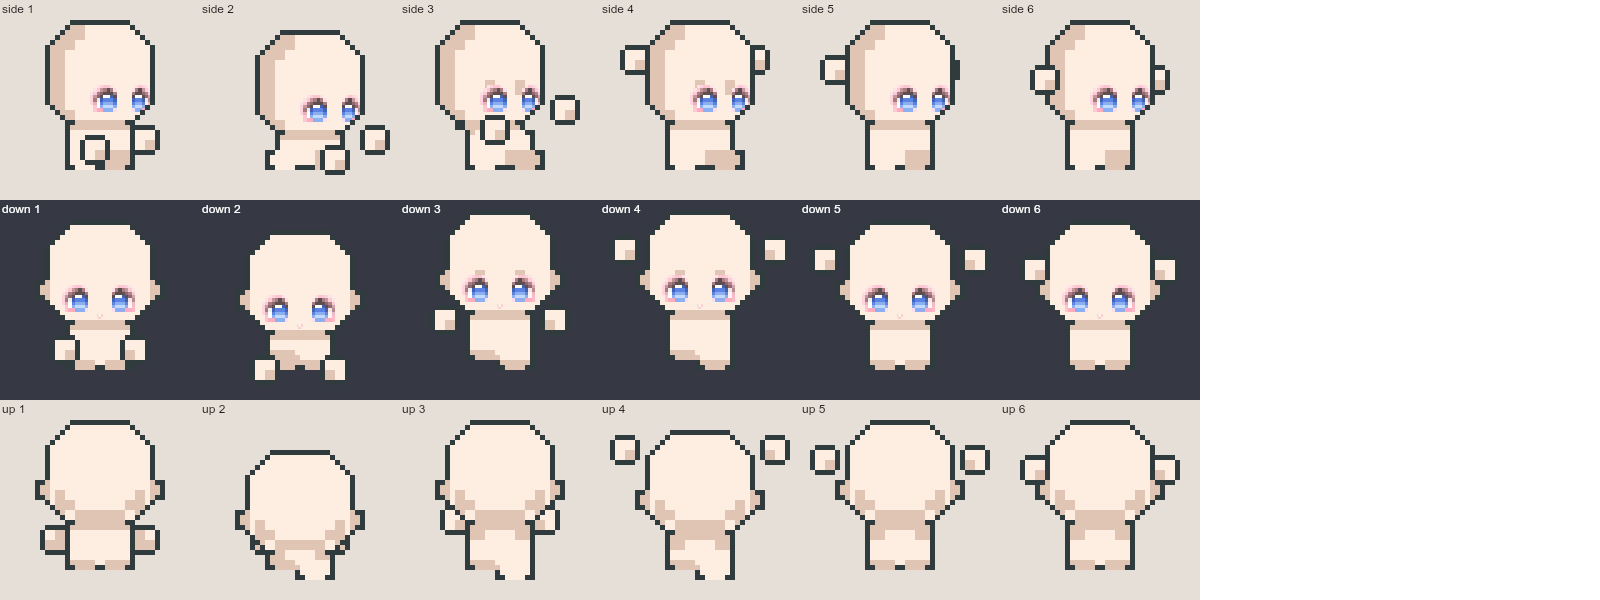 side 1
side 2
side 3
side 4
side 5
side 6
down 1
down 2
down 3
down 4
down 5
down 6
up 1
up 2
up 3
up 4
up 5
up 6